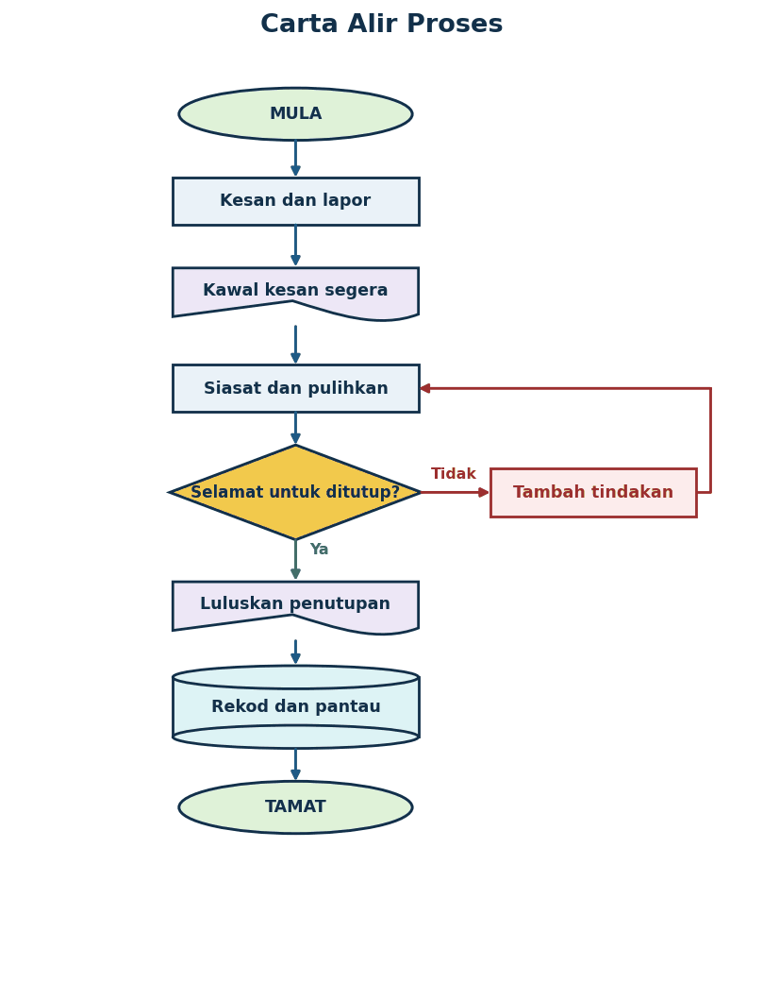 Carta Alir Proses
MULA
Kesan dan lapor
Kawal kesan segera
Siasat dan pulihkan
Selamat untuk ditutup?
Tidak
Tambah tindakan
Ya
Luluskan penutupan
Rekod dan pantau
TAMAT